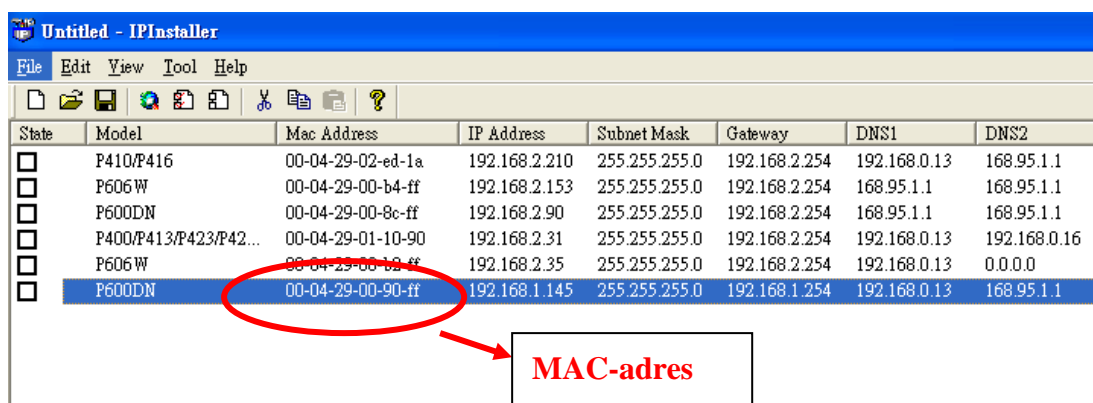 Untitled - IPInstaller
File Edit View Tool Help
State Model Mac Address IP Address Subnet Mask Gateway DNS1 DNS2
P410/P416 00-04-29-02-ed-1a 192.168.2.210 255.255.255.0 192.168.2.254 192.168.0.13 168.95.1.1
P606W 00-04-29-00-b4-ff 192.168.2.153 255.255.255.0 192.168.2.254 168.95.1.1 168.95.1.1
P600DN 00-04-29-00-8c-ff 192.168.2.90 255.255.255.0 192.168.2.254 168.95.1.1 168.95.1.1
P400/P413/P423/P42... 00-04-29-01-10-90 192.168.2.31 255.255.255.0 192.168.2.254 192.168.0.13 192.168.0.16
P606W 00-04-29-00-b2-ff 192.168.2.35 255.255.255.0 192.168.2.254 192.168.0.13 0.0.0.0
P600DN 00-04-29-00-90-ff 192.168.1.145 255.255.255.0 192.168.1.254 192.168.0.13 168.95.1.1
MAC-adres